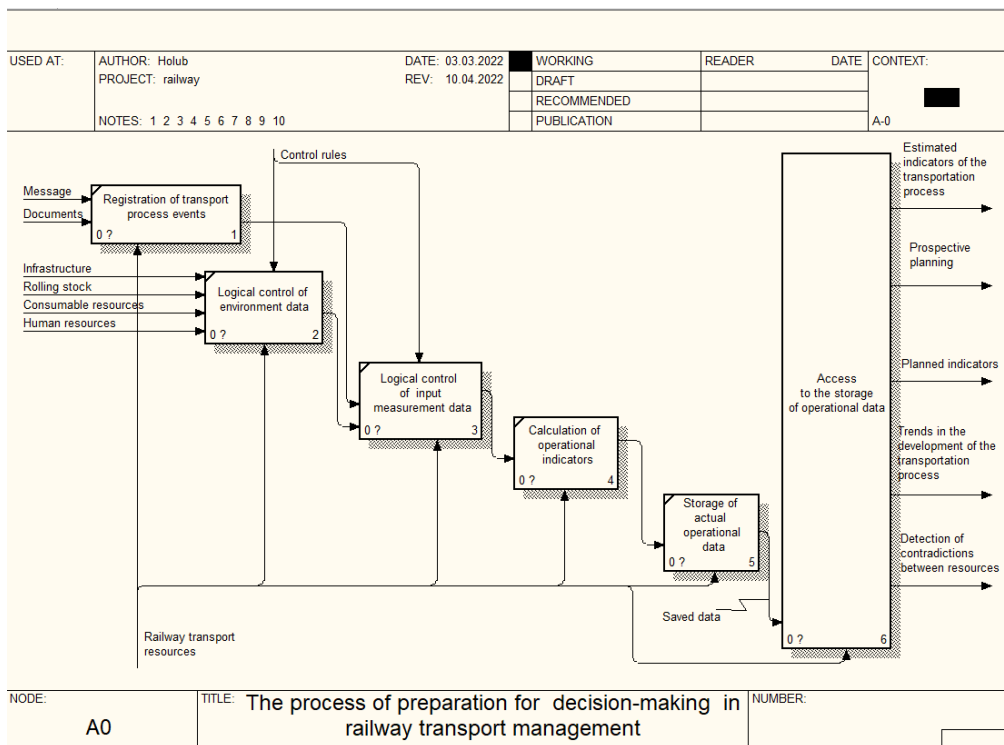 USED AT:
AUTHOR: Holub
DATE: 03.03.2022
PROJECT: railway
REV: 10.04.2022
NOTES: 1 2 3 4 5 6 7 8 9 10
WORKING
DRAFT
RECOMMENDED
PUBLICATION
READER
DATE
CONTEXT:
A-0
Control rules
Message
Documents
Registration of transport
process events
0 ?
1
Infrastructure
Rolling stock
Consumable resources
Human resources
Logical control of
environment data
0 ?
2
Logical control
of input
measurement data
0 ?
3
Calculation of
operational
indicators
0 ?
4
Storage of
actual
operational
data
0 ?
5
Saved data
Access
to the storage
of operational data
0 ?
6
Estimated
indicators of the
transportation
process
Prospective
planning
Planned indicators
Trends in the
development of the
transportation
process
Detection of
contradictions
between resources
Railway transport
resources
NODE:
A0
TITLE:
The process of preparation for decision-making in
railway transport management
NUMBER: